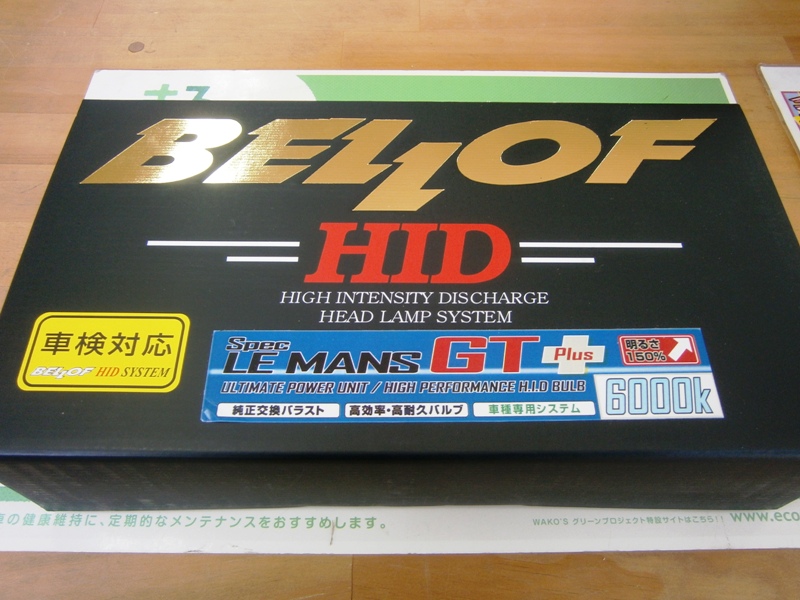 BELLOF
HID
HIGH INTENSITY DISCHARGE
HEAD LAMP SYSTEM
車検対応
BELLOF HID SYSTEM
Spec
LE MANS GT Plus
明るさ
150%
ULTIMATE POWER UNIT / HIGH PERFORMANCE H.I.D BULB
6000k
純正交換バラスト 高効率・高耐久バルブ 車種専用システム
の健康維持に、定期的なメンテナンスをおすすめします。
WAKO'S グリーンプロジェクト特設サイトはこちら!! www.eco